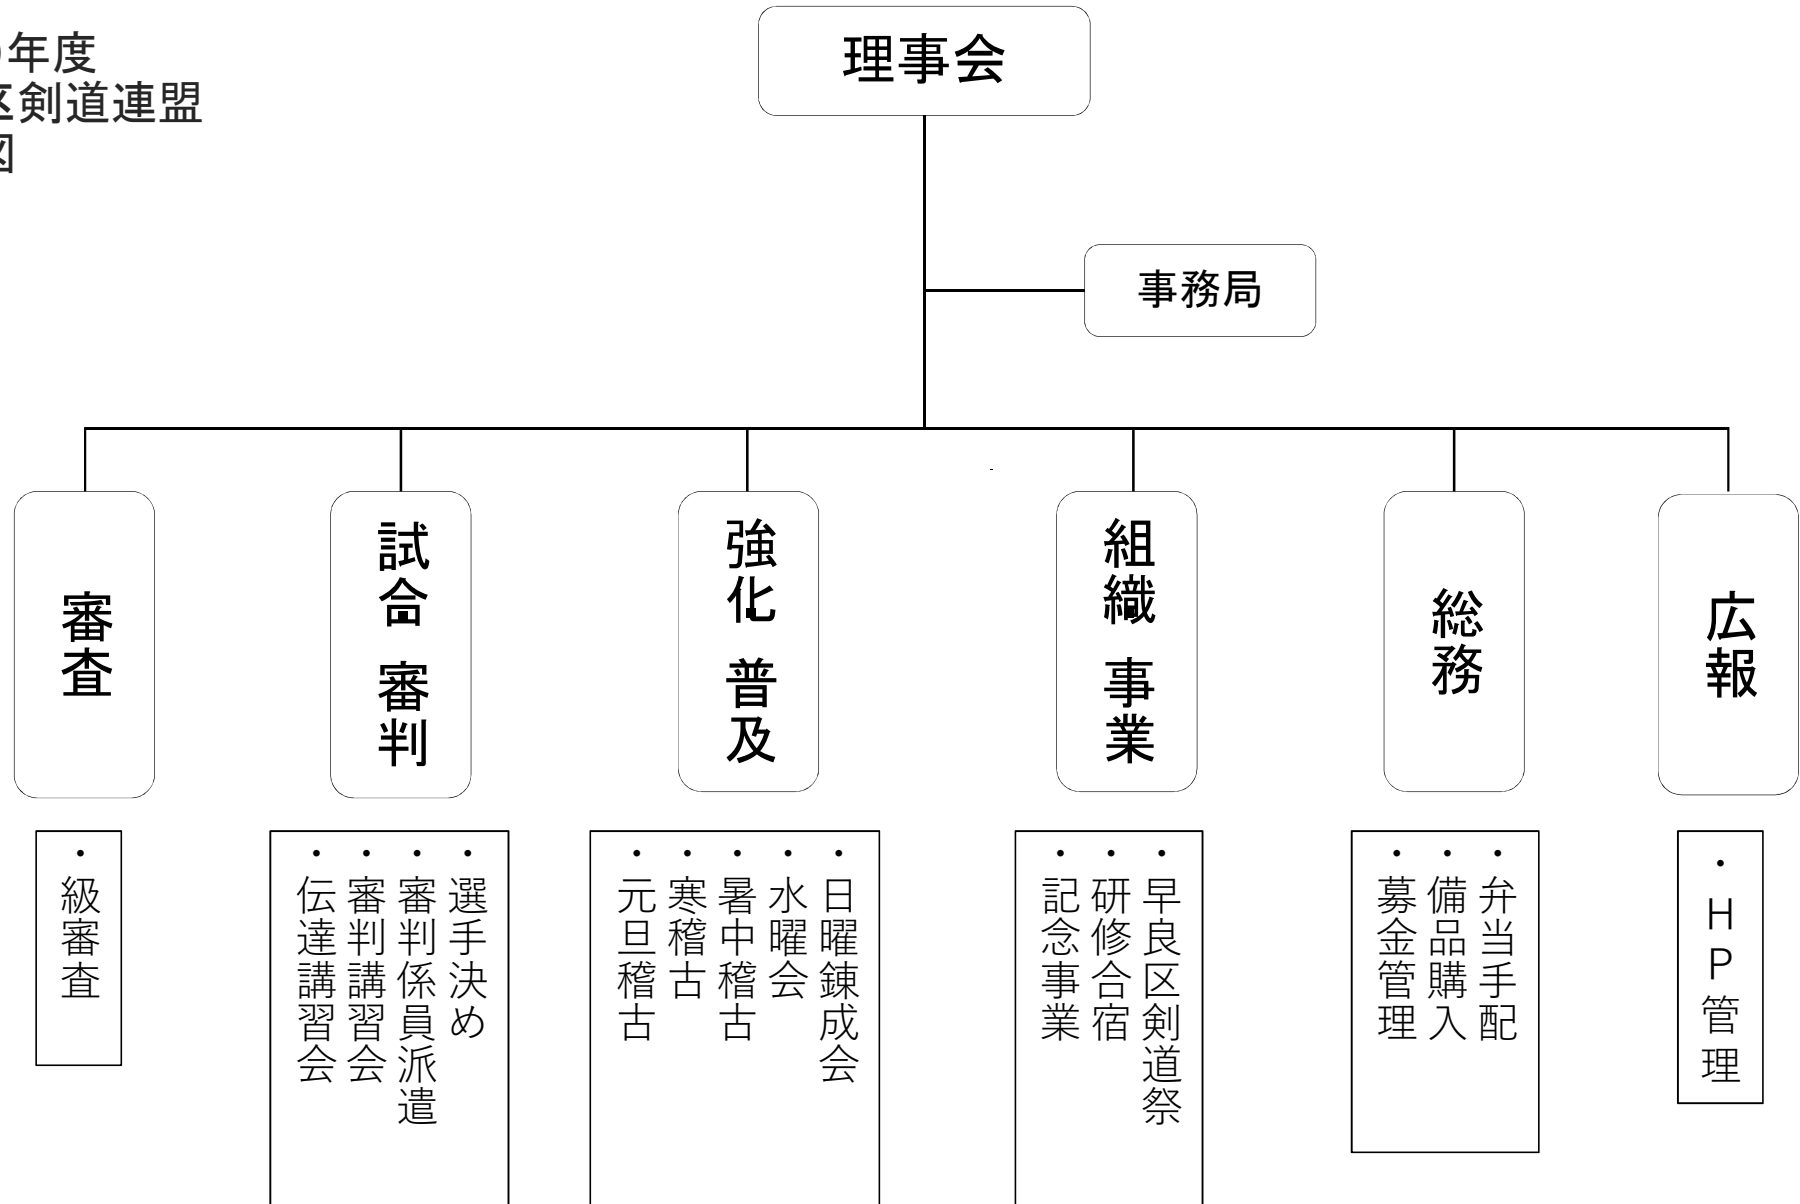 年度
区剣道連盟
図
理事会
事務局
審査
試合・審判
強化・普及
組織・事業
総務
広報
・級審査
・選手決め
・審判係員派遣
・審判講習会
・伝達講習会
・日曜錬成会
・水曜会
・暑中稽古
・寒稽古
・元旦稽古
・早良区剣道祭
・研修合宿
・記念事業
・弁当手配
・備品購入
・募金管理
・HP管理